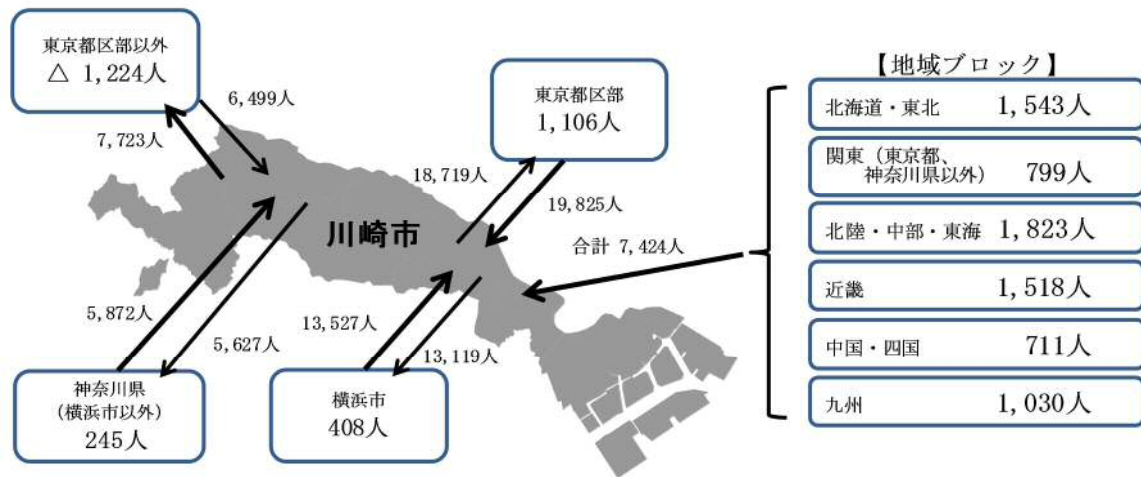 東京都区部以外
△ 1,224人
6,499人
7,723人
東京都区部
1,106人
18,719人
19,825人
川崎市
合計 7,424人
5,872人
5,627人
13,527人
13,119人
神奈川県
(横浜市以外)
245人
横浜市
408人
【地域ブロック】
北海道・東北 1,543人
関東(東京都、
神奈川県以外) 799人
北陸・中部・東海 1,823人
近畿 1,518人
中国・四国 711人
九州 1,030人